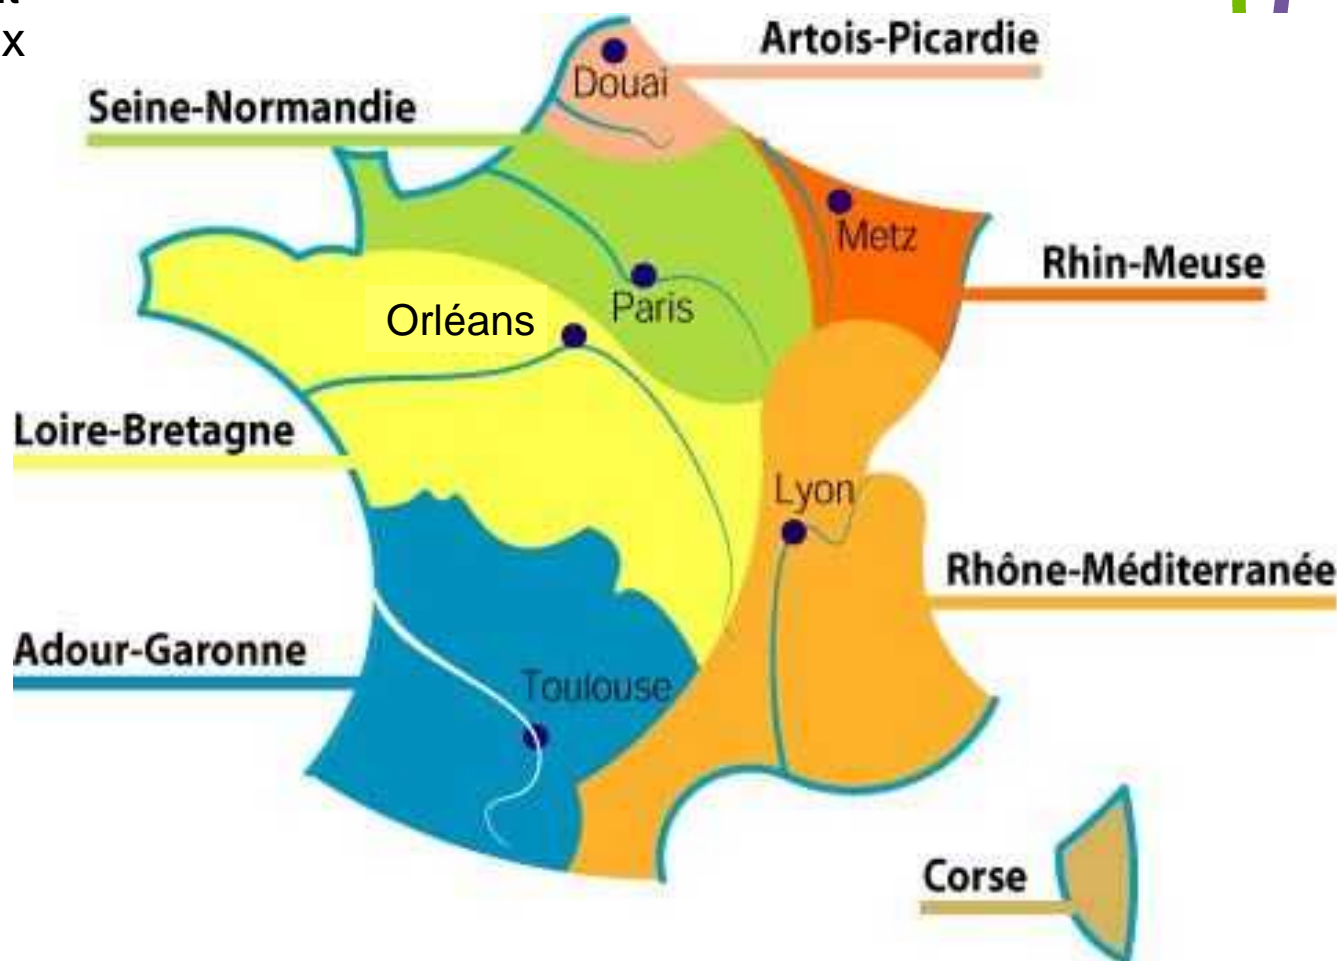 x
Artois-Picardie
Douai
Seine-Normandie
Metz
Rhin-Meuse
Paris
Orléans
Loire-Bretagne
Lyon
Rhône-Méditerranée
Adour-Garonne
Toulouse
Corse